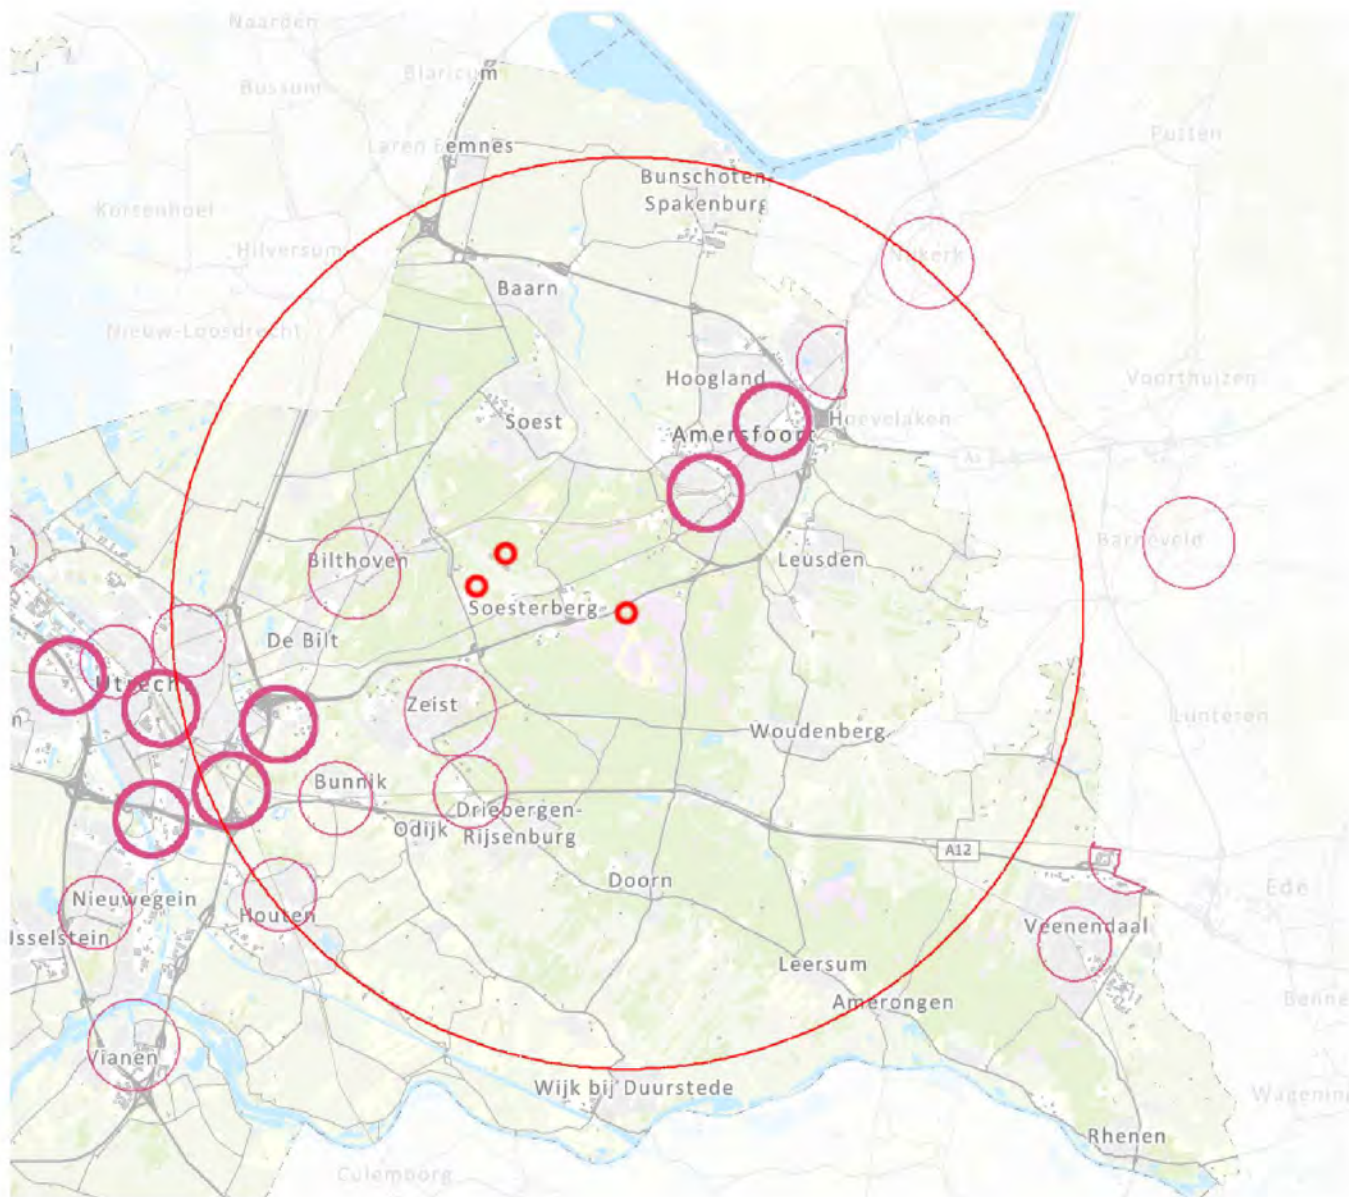 Naarden
Blaricum
Bussum
Putten
Laren Eemnes
Bunschoten-
Spakenburg
Kortenhoef
Hilversum
Nijkerk
Baarn
Nieuw-Loosdrecht
Hoogland
Voorthuizen
Soest
Hoevelaken
Amersfoort
A1
Barneveld
Bilthoven
Leusden
Soesterberg
De Bilt
Utrecht
Zeist
n
Lunteren
Woudenberg
Bunnik
Driebergen-
Rijsenburg
Odijk
A12
Doorn
Ede
Nieuwegein
Houten
Veenendaal
IJsselstein
Leersum
Amerongen
Benne
Vianen
Wijk bij Duurstede
Wagenin
Rhenen
Culemborg